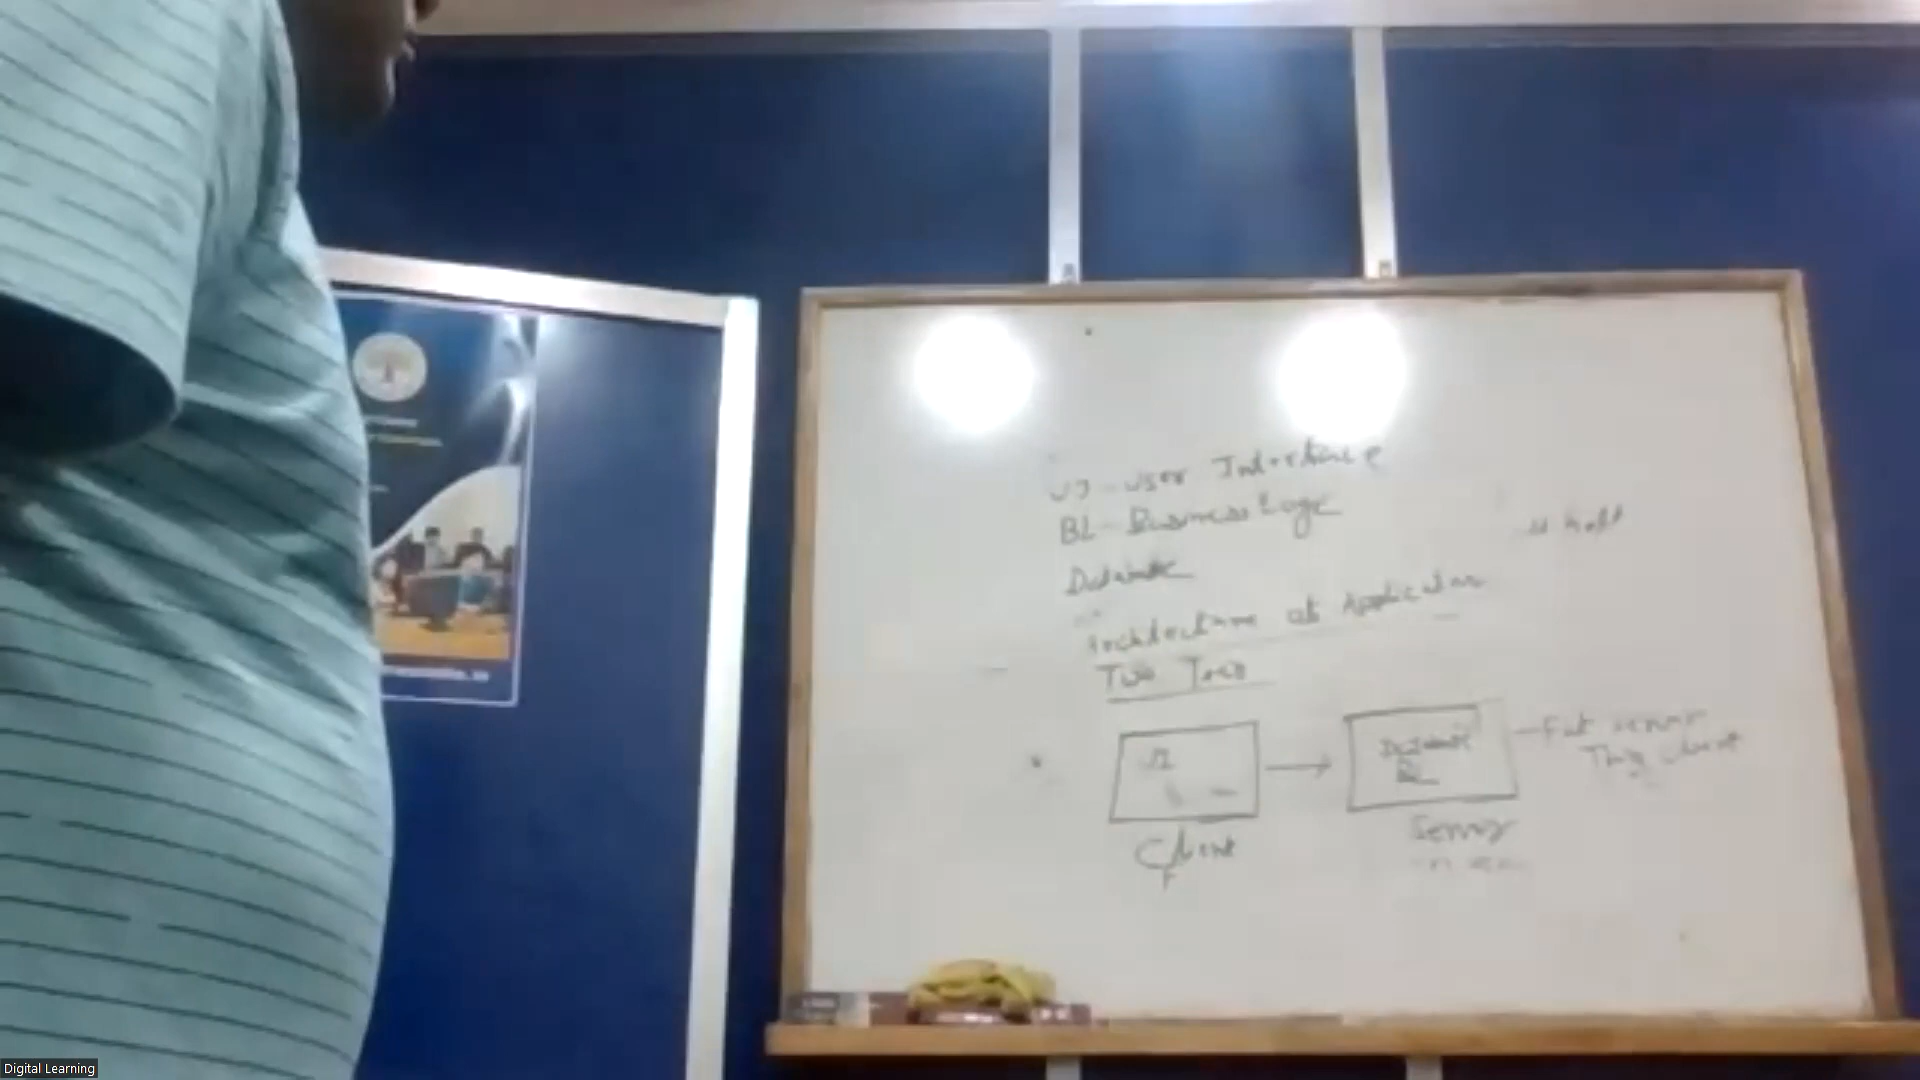 UI - User Interface
BL - Business Logic
Database
Architecture of Application
Two Tier
UI
Client
Database
BL
Server
Fat server
Thin client
Digital Learning